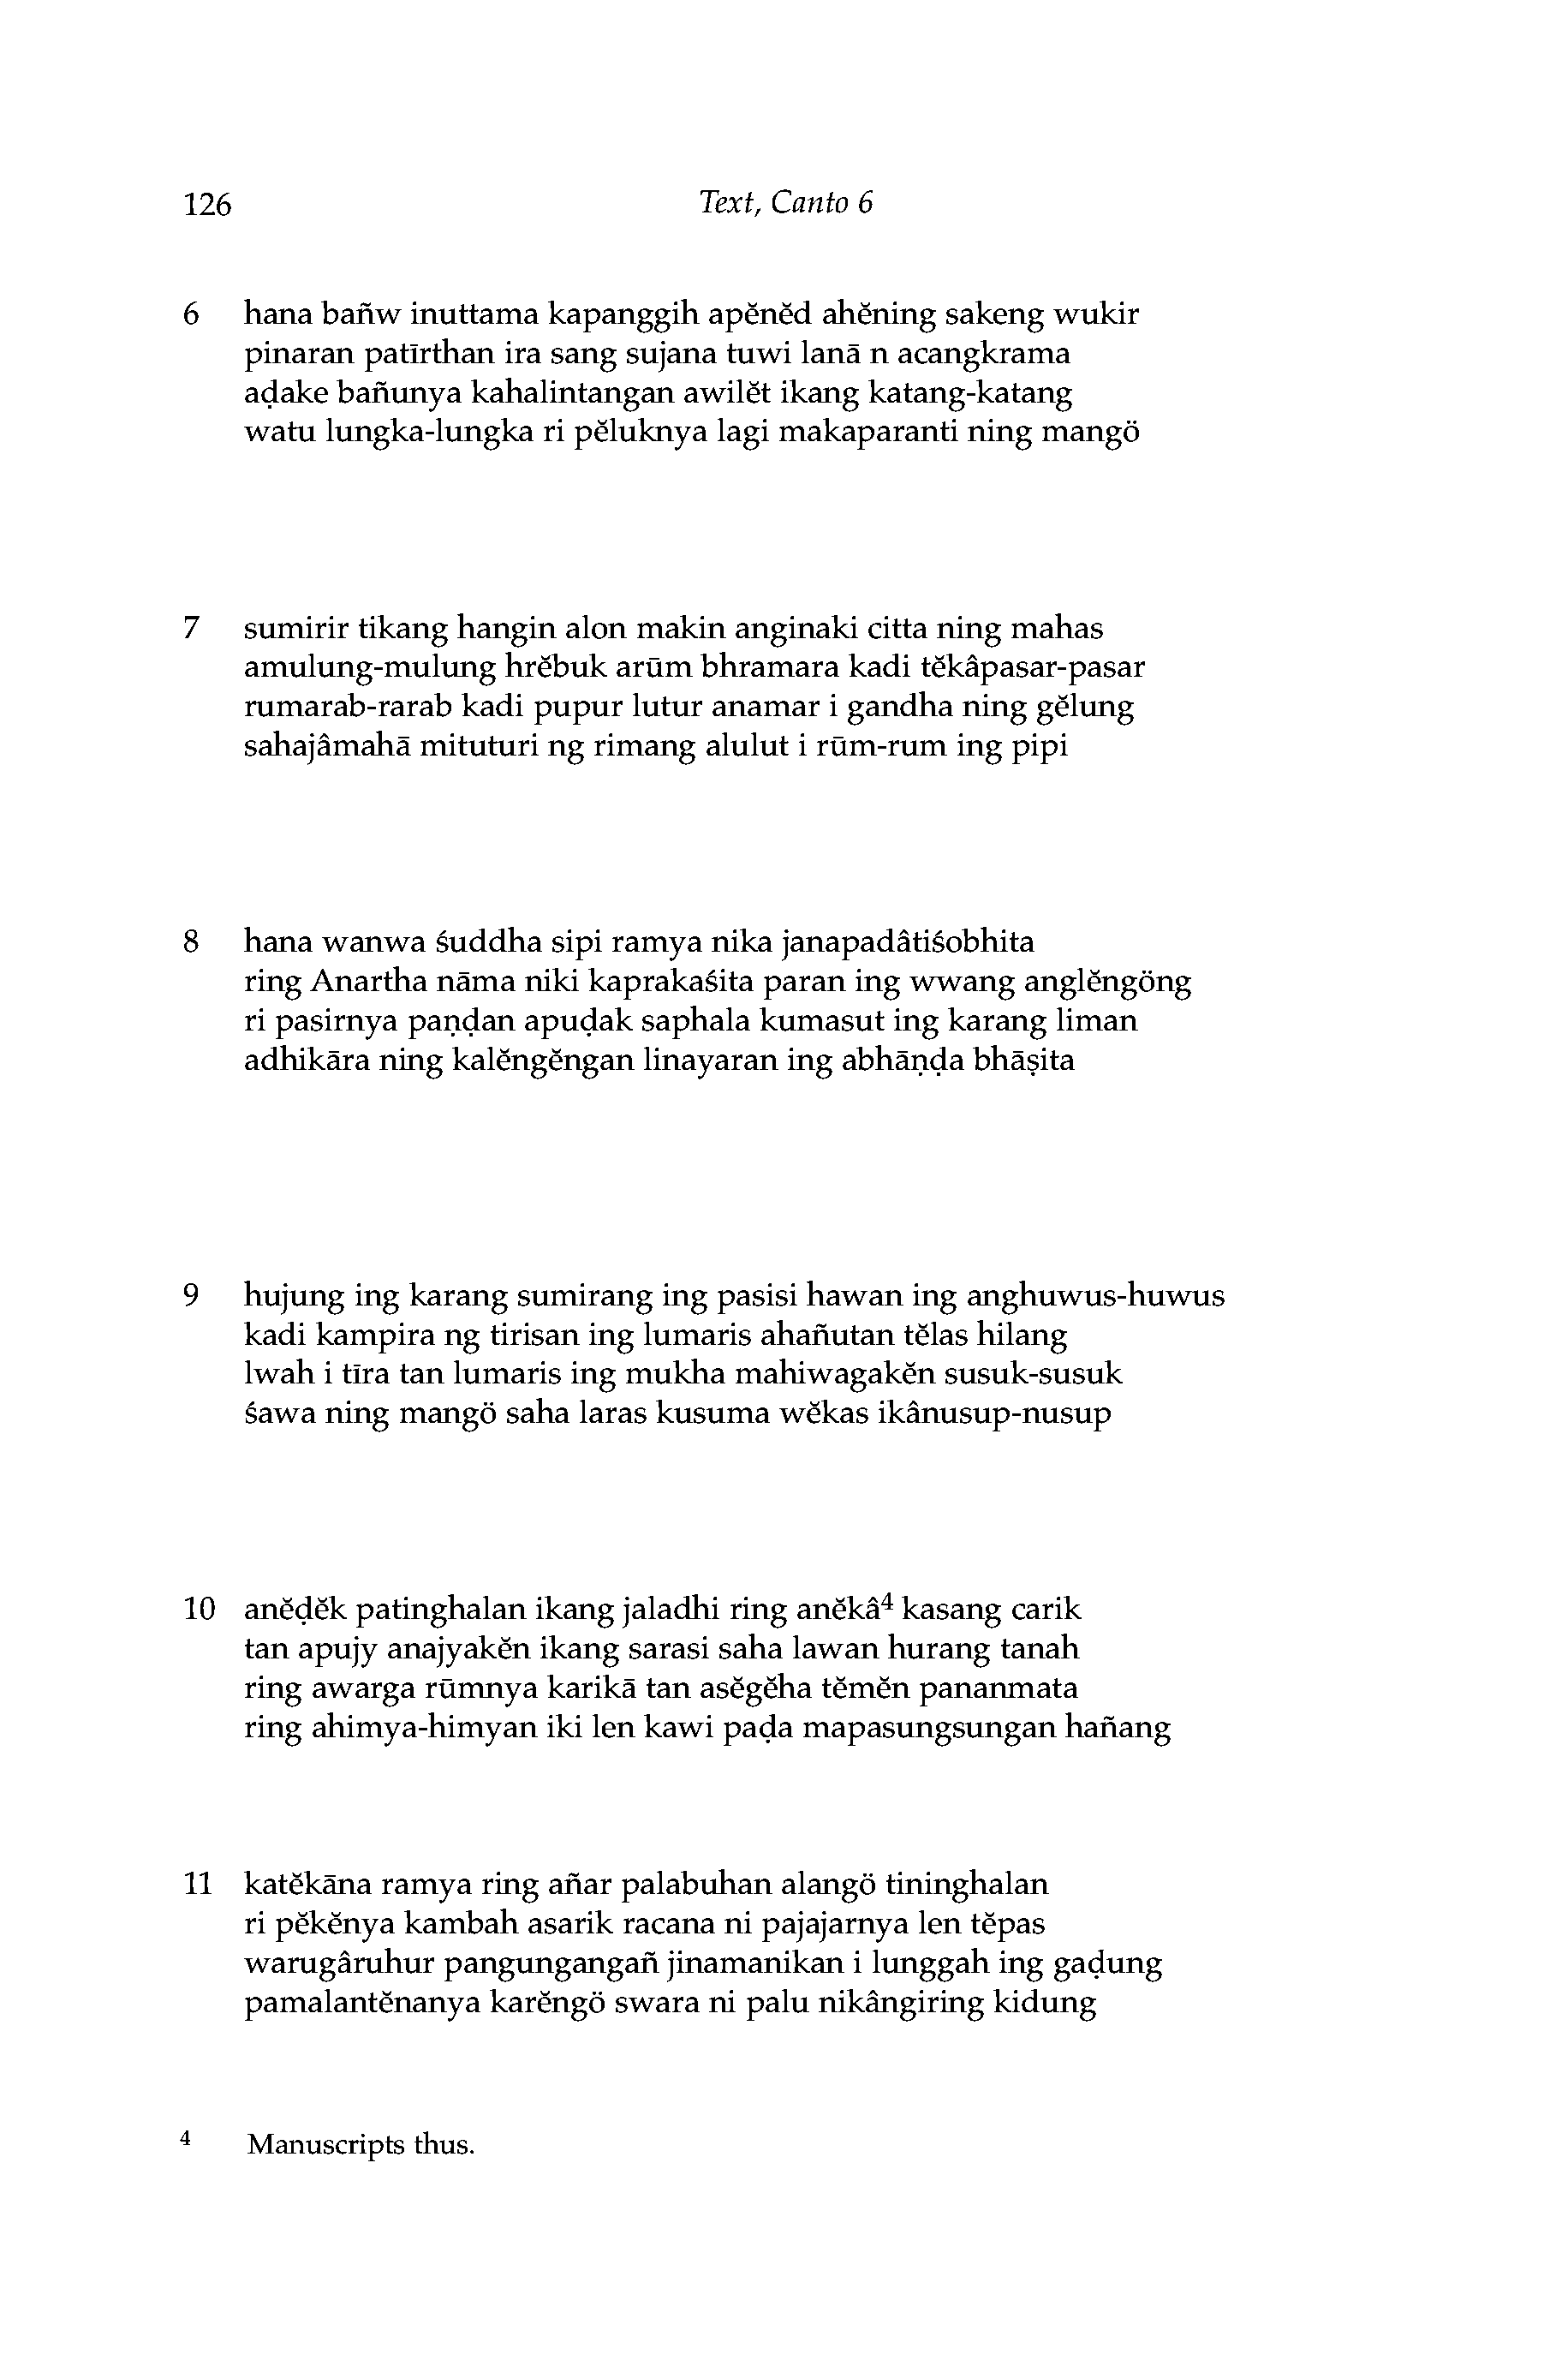 126 Text, Canto 6
6 hana bañw inuttama kapanggih apĕnĕd ahĕning sakeng wukir
pinaran patīrthan ira sang sujana tuwi lanā n acangkrama
aḍake bañunya kahalintangan awilĕt ikang katang-katang
watu lungka-lungka ri pĕluknya lagi makaparanti ning mangö
7 sumirir tikang hangin alon makin anginaki citta ning mahas
amulung-mulung hrĕbuk arūm bhramara kadi tĕkâpasar-pasar
rumarab-rarab kadi pupur lutur anamar i gandha ning gĕlung
sahajâmahā mituturi ng rimang alulut i rūm-rum ing pipi
8 hana wanwa śuddha sipi ramya nika janapadâtiśobhita
ring Anartha nāma niki kaprakaśita paran ing wwang anglĕngöng
ri pasirnya paṇḍan apuḍak saphala kumasut ing karang liman
adhikāra ning kalĕngĕngan linayaran ing abhāṇḍa bhāṣita
9 hujung ing karang sumirang ing pasisi hawan ing anghuwus-huwus
kadi kampira ng tirisan ing lumaris ahañutan tĕlas hilang
lwah i tīra tan lumaris ing mukha mahiwagakĕn susuk-susuk
śawa ning mangö saha laras kusuma wĕkas ikânusup-nusup
10 anĕḍĕk patinghalan ikang jaladhi ring anĕkâ⁴ kasang carik
tan apujy anajyakĕn ikang sarasi saha lawan hurang tanah
ring awarga rūmnya karikā tan asĕgĕha tĕmĕn pananmata
ring ahimya-himyan iki len kawi paḍa mapasungsungan hañang
11 katĕkāna ramya ring añar palabuhan alangö tininghalan
ri pĕkĕnya kambah asarik racana ni pajajarnya len tĕpas
warugâruhur pangungangañ jinamanikan i lunggah ing gaḍung
pamalantĕnanya karĕngö swara ni palu nikângiring kidung
⁴ Manuscripts thus.